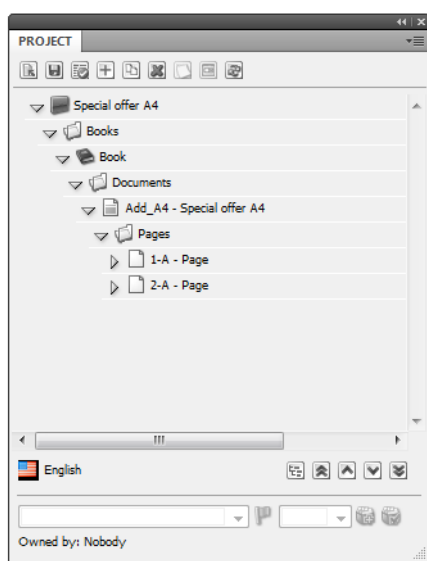 PROJECT
Special offer A4
Books
Book
Documents
Add_A4 - Special offer A4
Pages
1-A - Page
2-A - Page
English
Owned by: Nobody